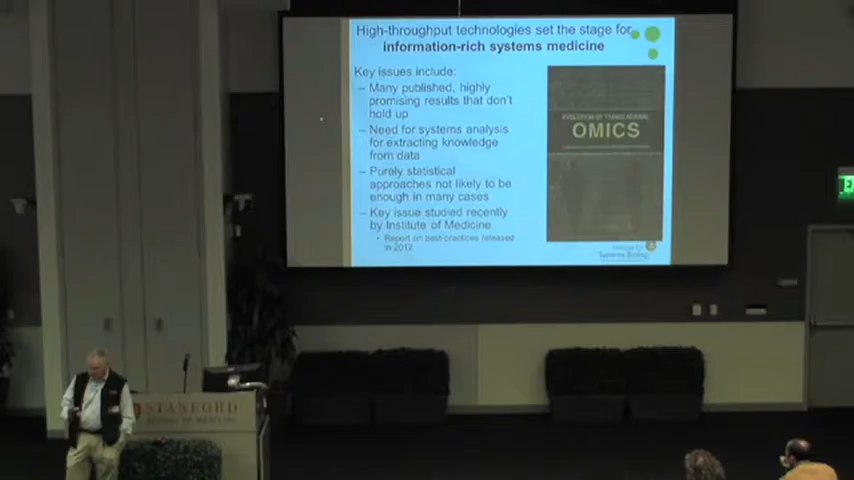 High-throughput technologies set the stage for
information-rich systems medicine
Key issues include:
– Many published, highly
promising results that don't
hold up
– Need for systems analysis
for extracting knowledge
from data
– Purely statistical
approaches not likely to be
enough in many cases
– Key issue studied recently
by Institute of Medicine
• Report on best-practices released
in 2012
EVOLUTION OF TRANSLATIONAL
OMICS
Institute for
Systems Biology
STANFORD
SCHOOL OF MEDICINE